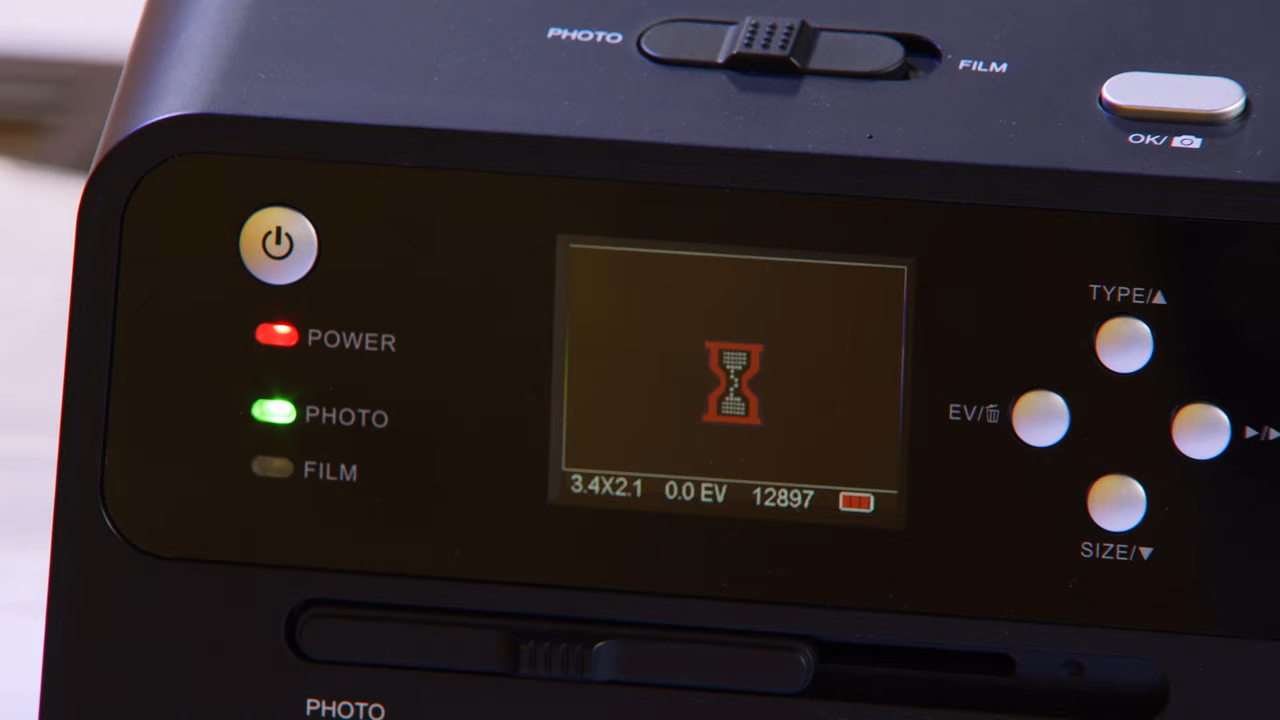 PHOTO
FILM
OK/
POWER
PHOTO
FILM
3.4X2.1 0.0 EV 12897
TYPE/▲
EV/
▶/▶
SIZE/▼
PHOTO